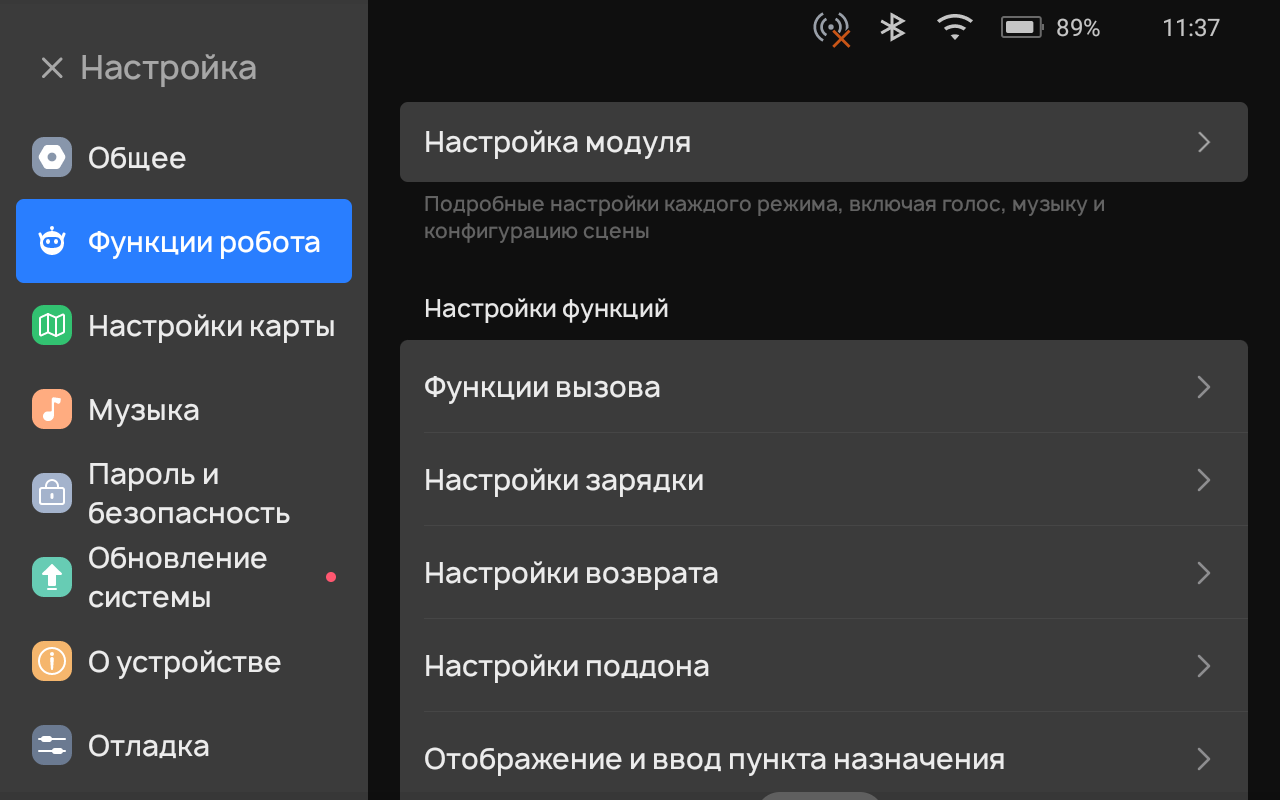 89%
11:37
Настройка
Общее
Функции робота
Настройки карты
Музыка
Пароль и
безопасность
Обновление
системы
О устройстве
Отладка
Настройка модуля
Подробные настройки каждого режима, включая голос, музыку и
конфигурацию сцены
Настройки функций
Функции вызова
Настройки зарядки
Настройки возврата
Настройки поддона
Отображение и ввод пункта назначения